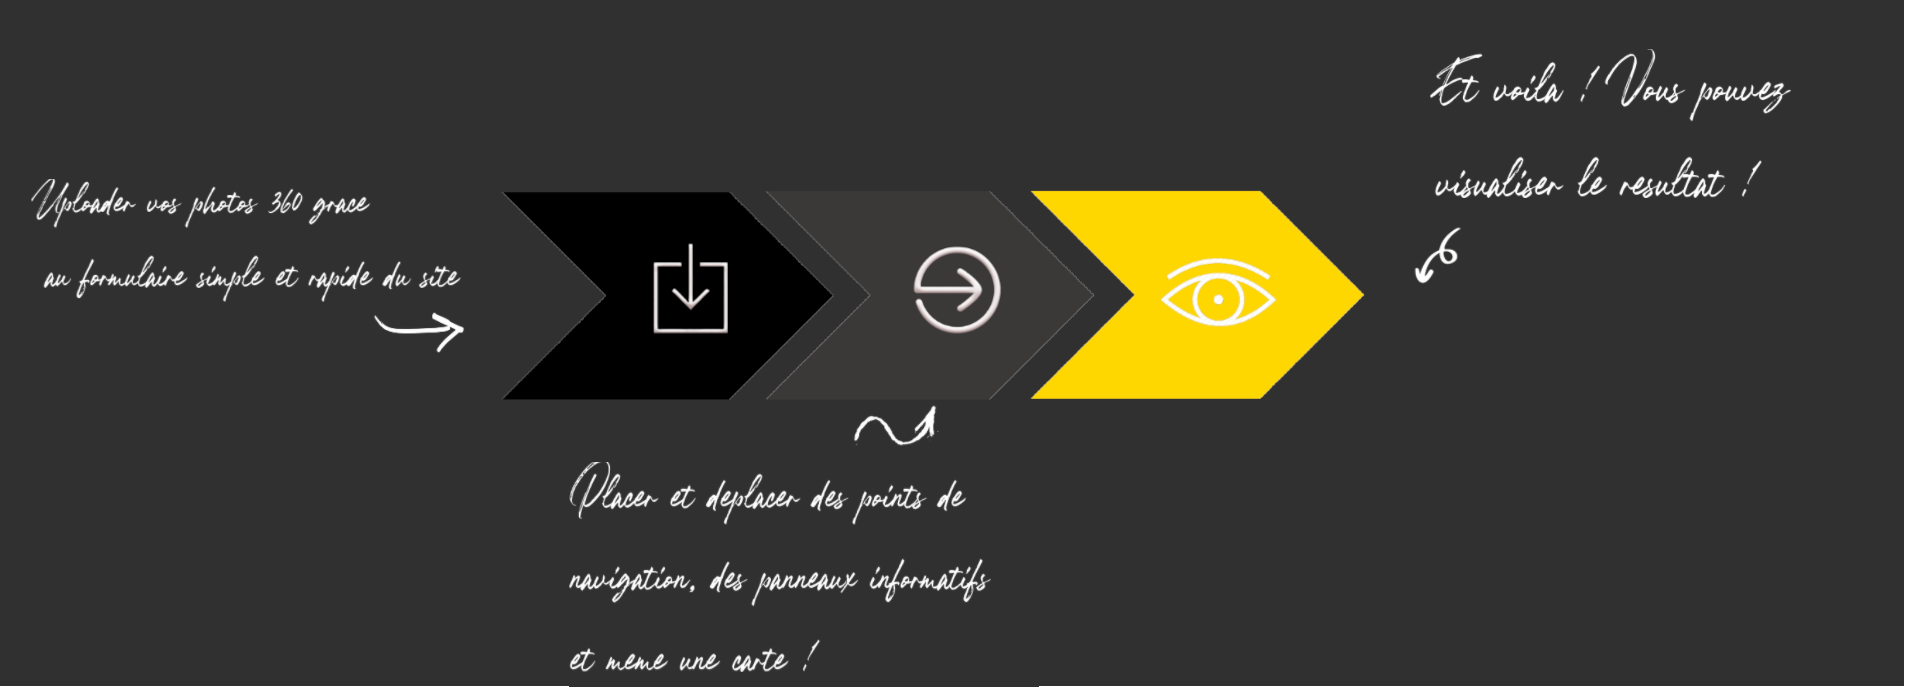 Uploader vos photos 360 grace
au formulaire simple et rapide du site
Placer et deplacer des points de
navigation, des panneaux informatifs
et meme une carte !
Et voila ! Vous pouvez
visualiser le resultat !